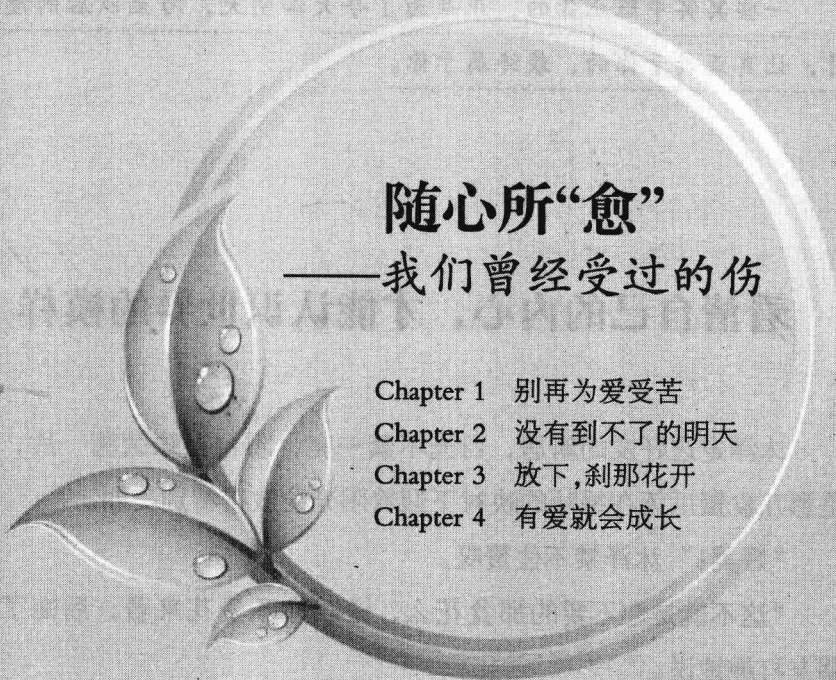 随心所“愈”
——我们曾经受过的伤
Chapter 1 别再为爱受苦
Chapter 2 没有到不了的明天
Chapter 3 放下,刹那花开
Chapter 4 有爱就会成长